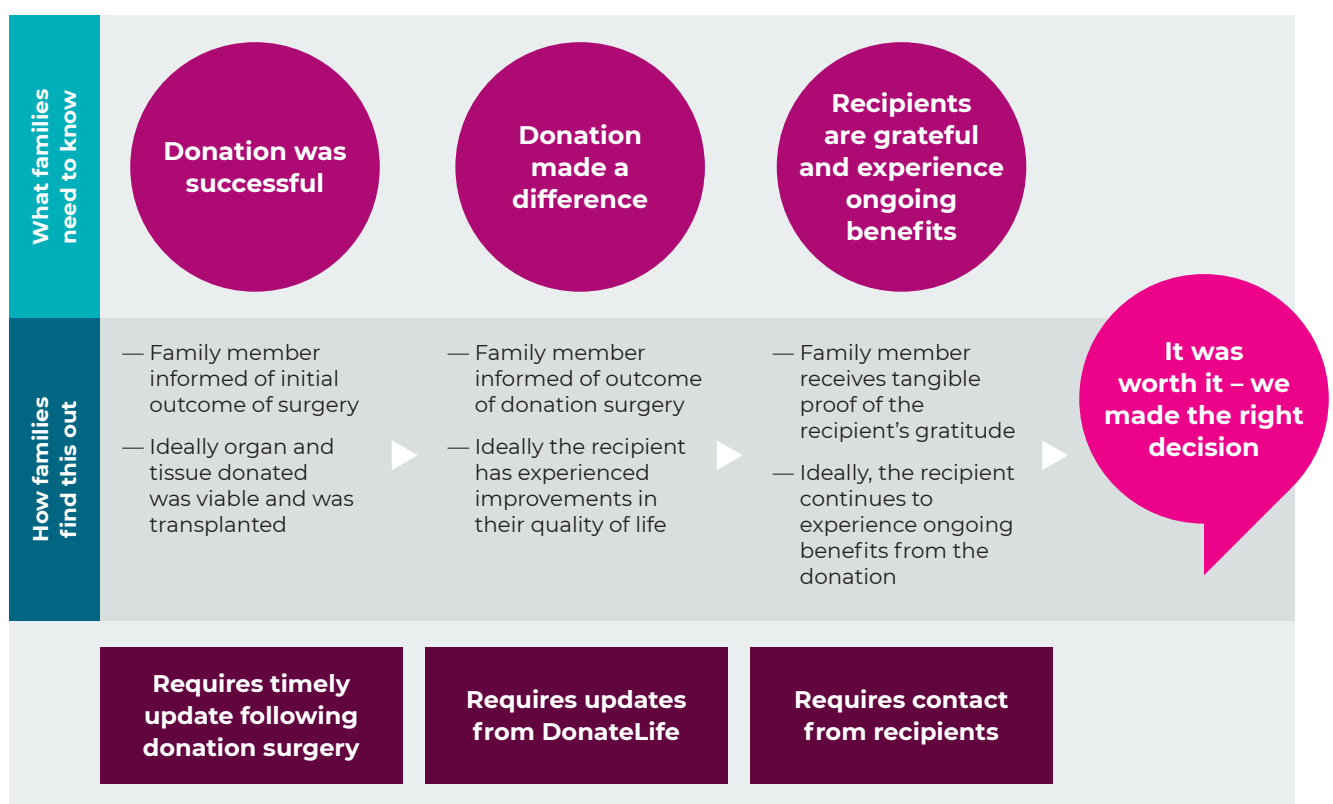 What families
need to know
Donation was
successful
Donation
made a
difference
Recipients
are grateful
and experience
ongoing
benefits
How families
find this out
— Family member
informed of initial
outcome of surgery
— Ideally organ and
tissue donated
was viable and was
transplanted
— Family member
informed of outcome
of donation surgery
— Ideally the recipient
has experienced
improvements in
their quality of life
— Family member
receives tangible
proof of the
recipient’s gratitude
— Ideally, the recipient
continues to
experience ongoing
benefits from the
donation
It was
worth it – we
made the right
decision
Requires timely
update following
donation surgery
Requires updates
from DonateLife
Requires contact
from recipients